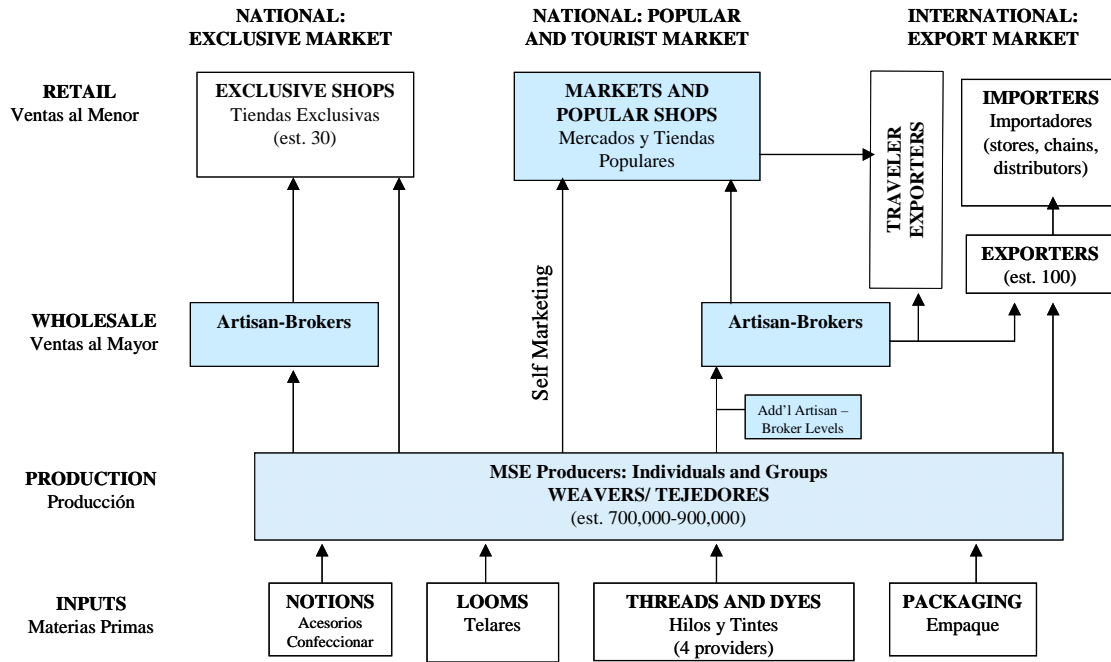 NATIONAL:
EXCLUSIVE MARKET
NATIONAL: POPULAR
AND TOURIST MARKET
INTERNATIONAL:
EXPORT MARKET
RETAIL
Ventas al Menor
EXCLUSIVE SHOPS
Tiendas Exclusivas
(est. 30)
MARKETS AND
POPULAR SHOPS
Mercados y Tiendas
Populares
TRAVELER
EXPORTERS
IMPORTERS
Importadores
(stores, chains,
distributors)
EXPORTERS
(est. 100)
WHOLESALE
Ventas al Mayor
Artisan-Brokers
Self Marketing
Artisan-Brokers
Add'l Artisan –
Broker Levels
PRODUCTION
Producción
MSE Producers: Individuals and Groups
WEAVERS/ TEJEDORES
(est. 700,000-900,000)
INPUTS
Materias Primas
NOTIONS
Acesorios
Confeccionar
LOOMS
Telares
THREADS AND DYES
Hilos y Tintes
(4 providers)
PACKAGING
Empaque